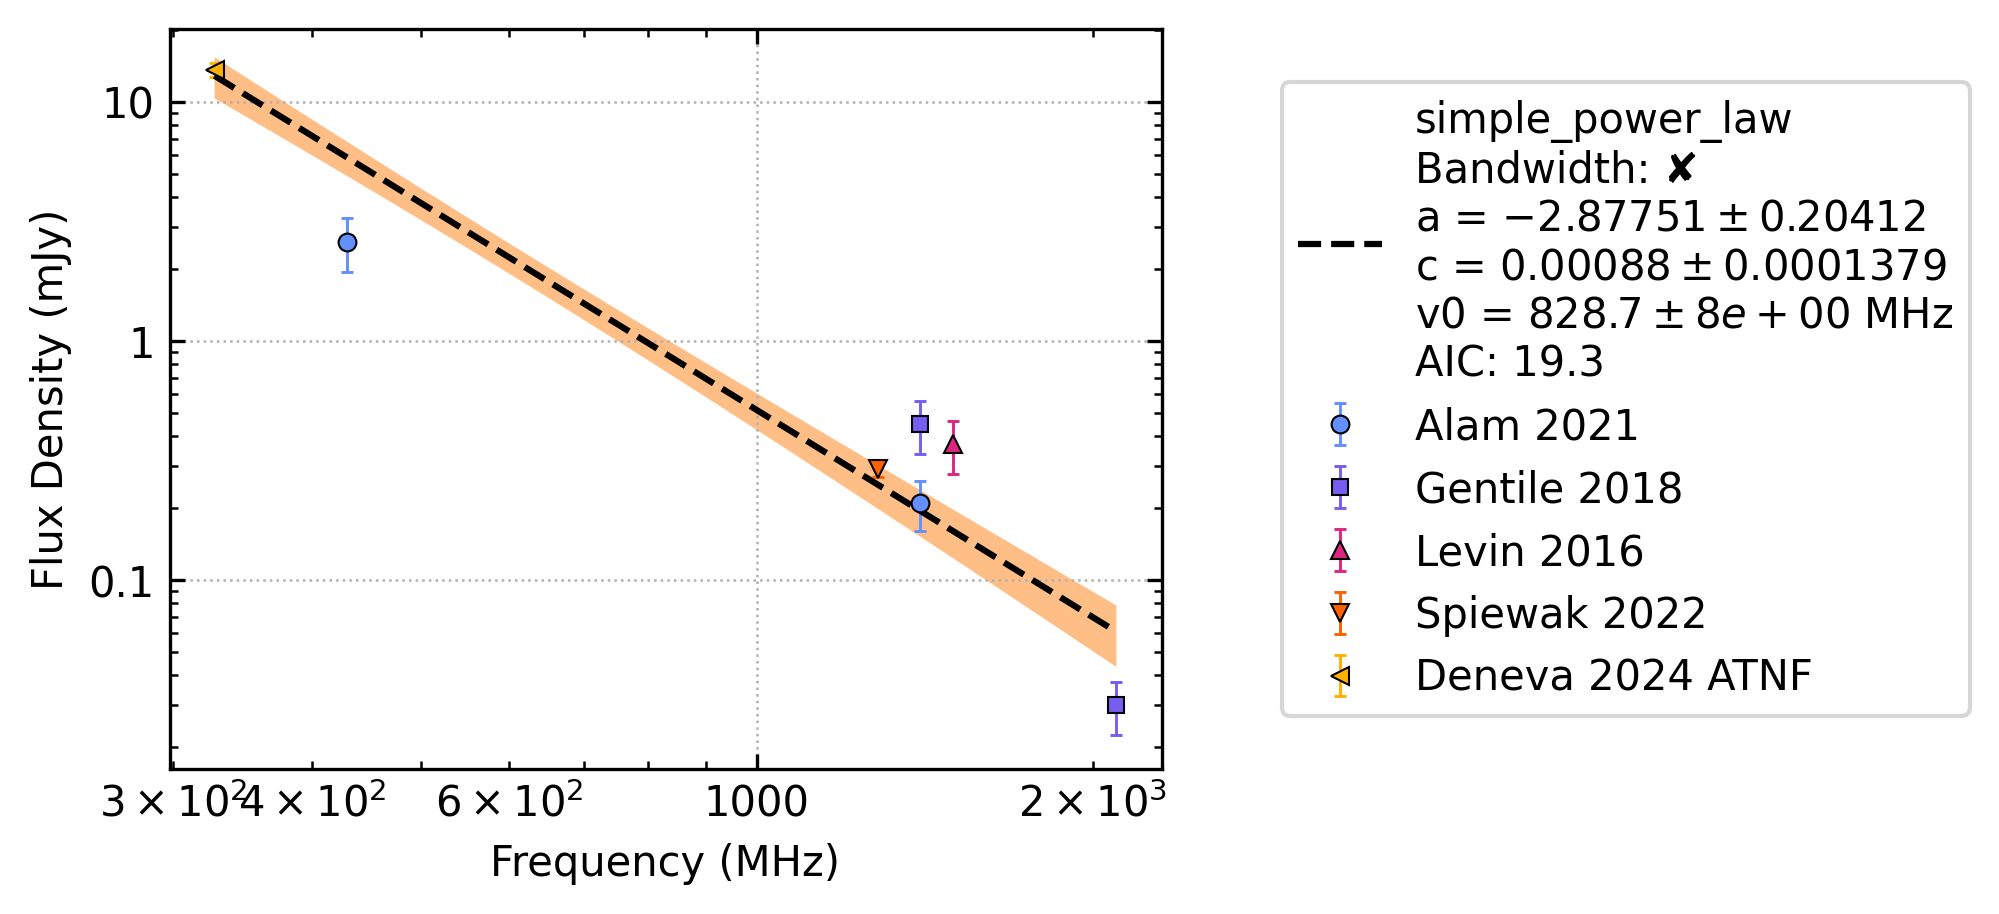 10
1
0.1
Flux Density (mJy)
3 × 10²
4 × 10²
6 × 10²
1000
2 × 10³
Frequency (MHz)
simple_power_law
Bandwidth: ✘
a = −2.87751 ± 0.20412
c = 0.00088 ± 0.0001379
v0 = 828.7 ± 8e + 00 MHz
AIC: 19.3
Alam 2021
Gentile 2018
Levin 2016
Spiewak 2022
Deneva 2024 ATNF